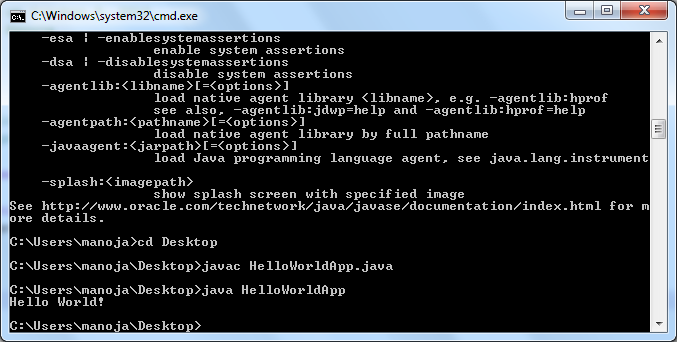 C:\Windows\system32\cmd.exe
-esa | -enablesystemassertions
enable system assertions
-dsa | -disablesystemassertions
disable system assertions
-agentlib:<libname>[=<options>]
load native agent library <libname>, e.g. -agentlib:hprof
see also, -agentlib:jdwp=help and -agentlib:hprof=help
-agentpath:<pathname>[=<options>]
load native agent library by full pathname
-javaagent:<jarpath>[=<options>]
load Java programming language agent, see java.lang.instrument
-splash:<imagepath>
show splash screen with specified image
See http://www.oracle.com/technetwork/java/javase/documentation/index.html for m
ore details.
C:\Users\manoja>cd Desktop
C:\Users\manoja\Desktop>javac HelloWorldApp.java
C:\Users\manoja\Desktop>java HelloWorldApp
Hello World!
C:\Users\manoja\Desktop>